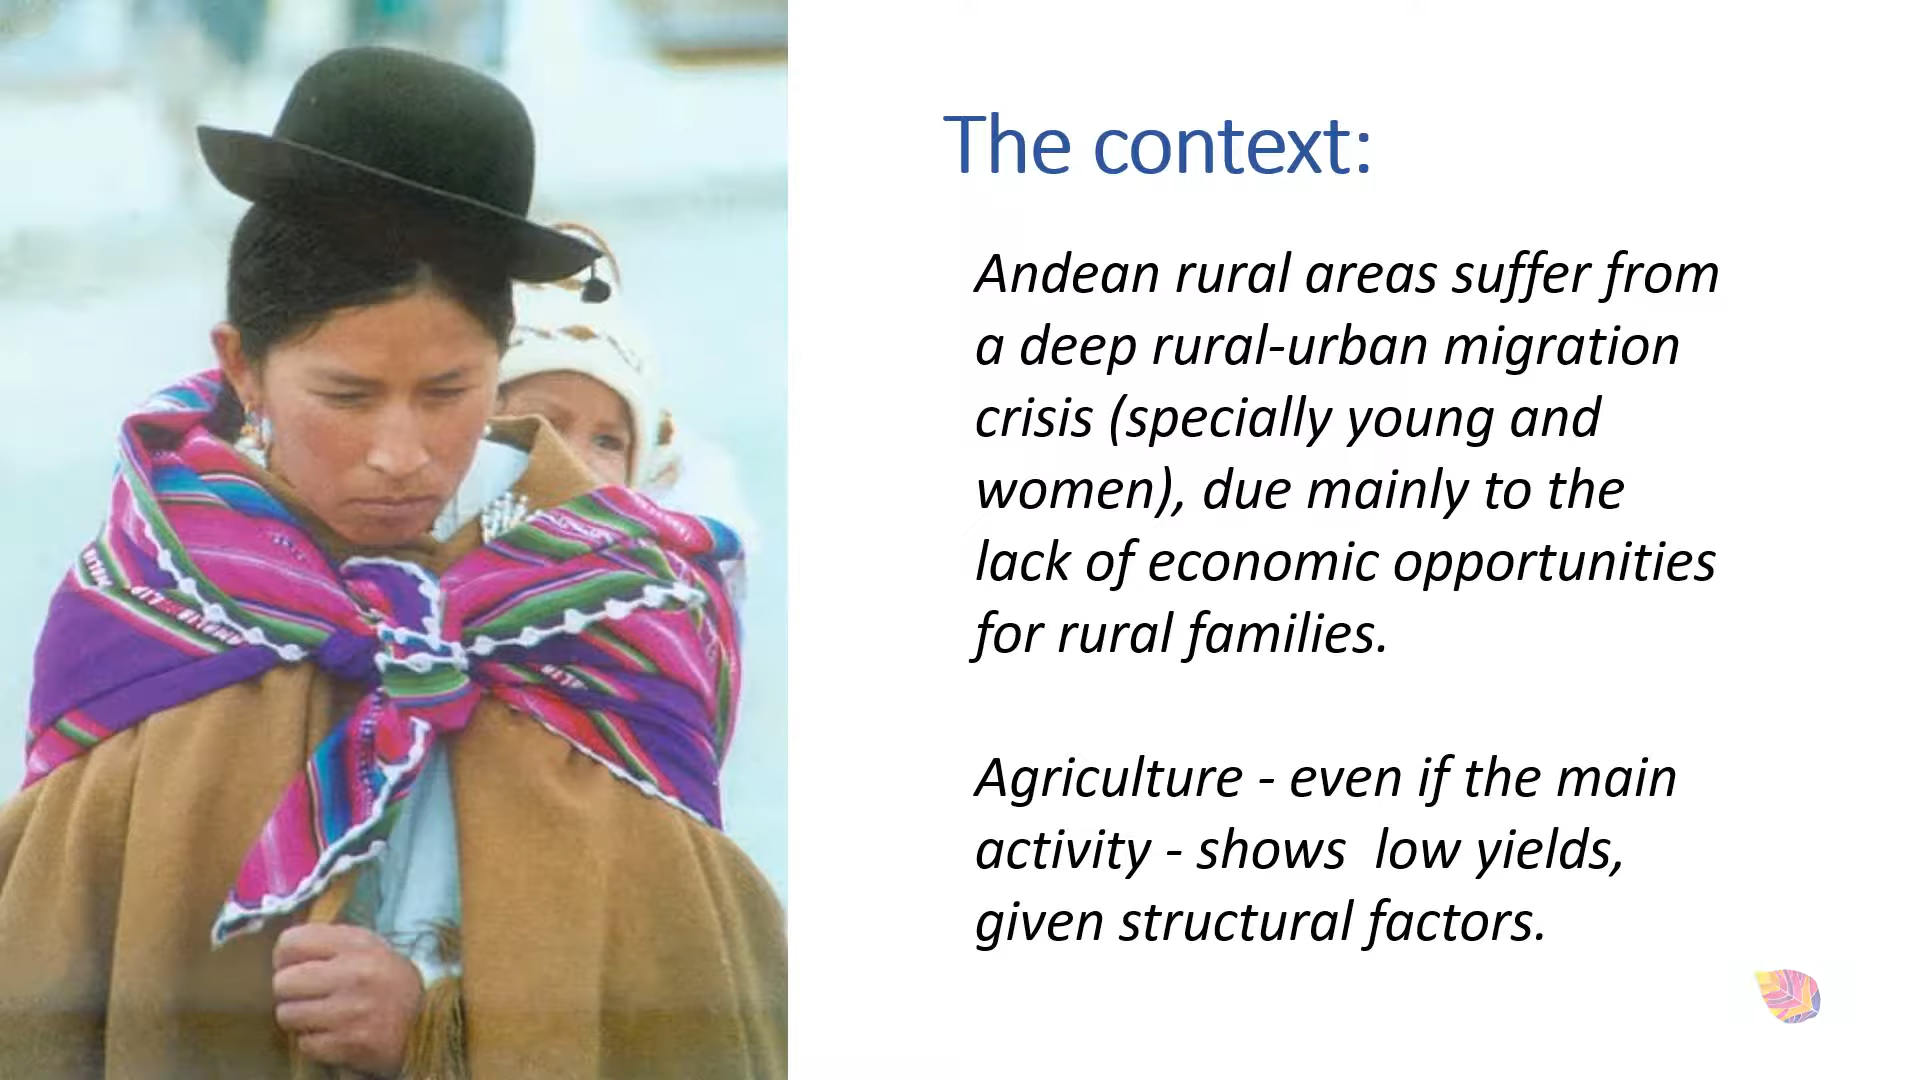 The context:
Andean rural areas suffer from
a deep rural-urban migration
crisis (specially young and
women), due mainly to the
lack of economic opportunities
for rural families.
Agriculture - even if the main
activity - shows  low yields,
given structural factors.